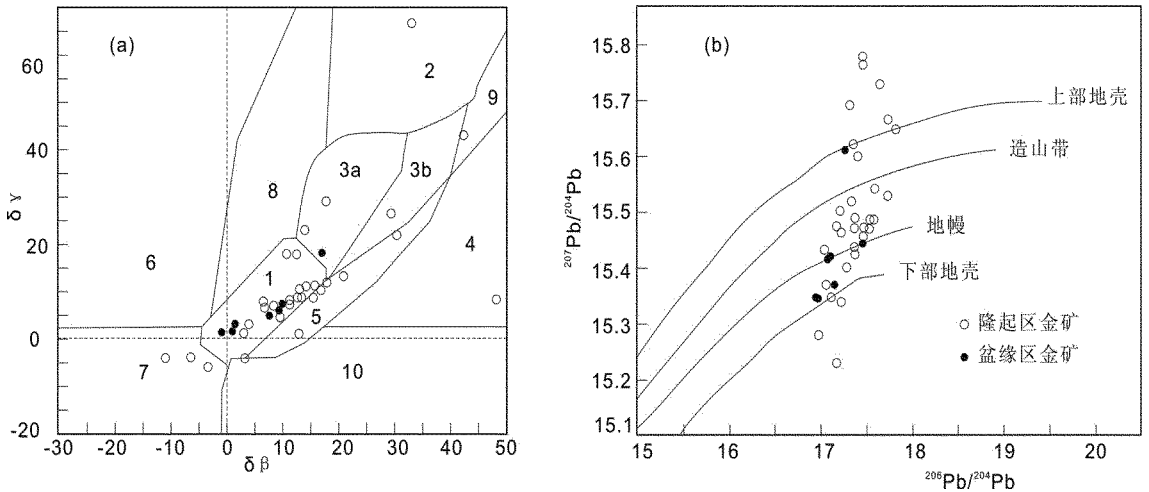 (a)
60
40
20
0
-20
δγ
-30
-20
-10
0
10
20
30
40
50
δβ
1
2
3a
3b
4
5
6
7
8
9
10
(b)
15.8
15.7
15.6
15.5
15.4
15.3
15.2
15.1
²⁰⁷Pb/²⁰⁴Pb
上部地壳
造山带
地幔
下部地壳
隆起区金矿
盆缘区金矿
15
16
17
18
19
20
²⁰⁶Pb/²⁰⁴Pb